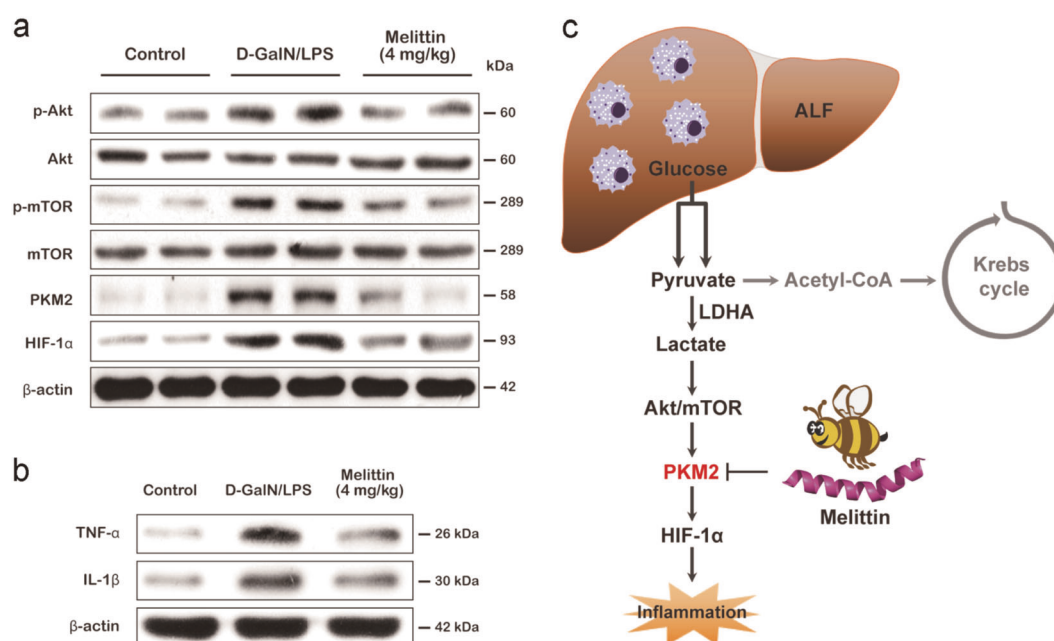 a
Control
D-GalN/LPS
Melittin
(4 mg/kg)
kDa
p-Akt
60
Akt
60
p-mTOR
289
mTOR
289
PKM2
58
HIF-1α
93
β-actin
42
b
Control
D-GalN/LPS
Melittin
(4 mg/kg)
TNF-α
26 kDa
IL-1β
30 kDa
β-actin
42 kDa
c
ALF
Glucose
Pyruvate
Acetyl-CoA
Krebs
cycle
LDHA
Lactate
Akt/mTOR
PKM2
Melittin
HIF-1α
Inflammation